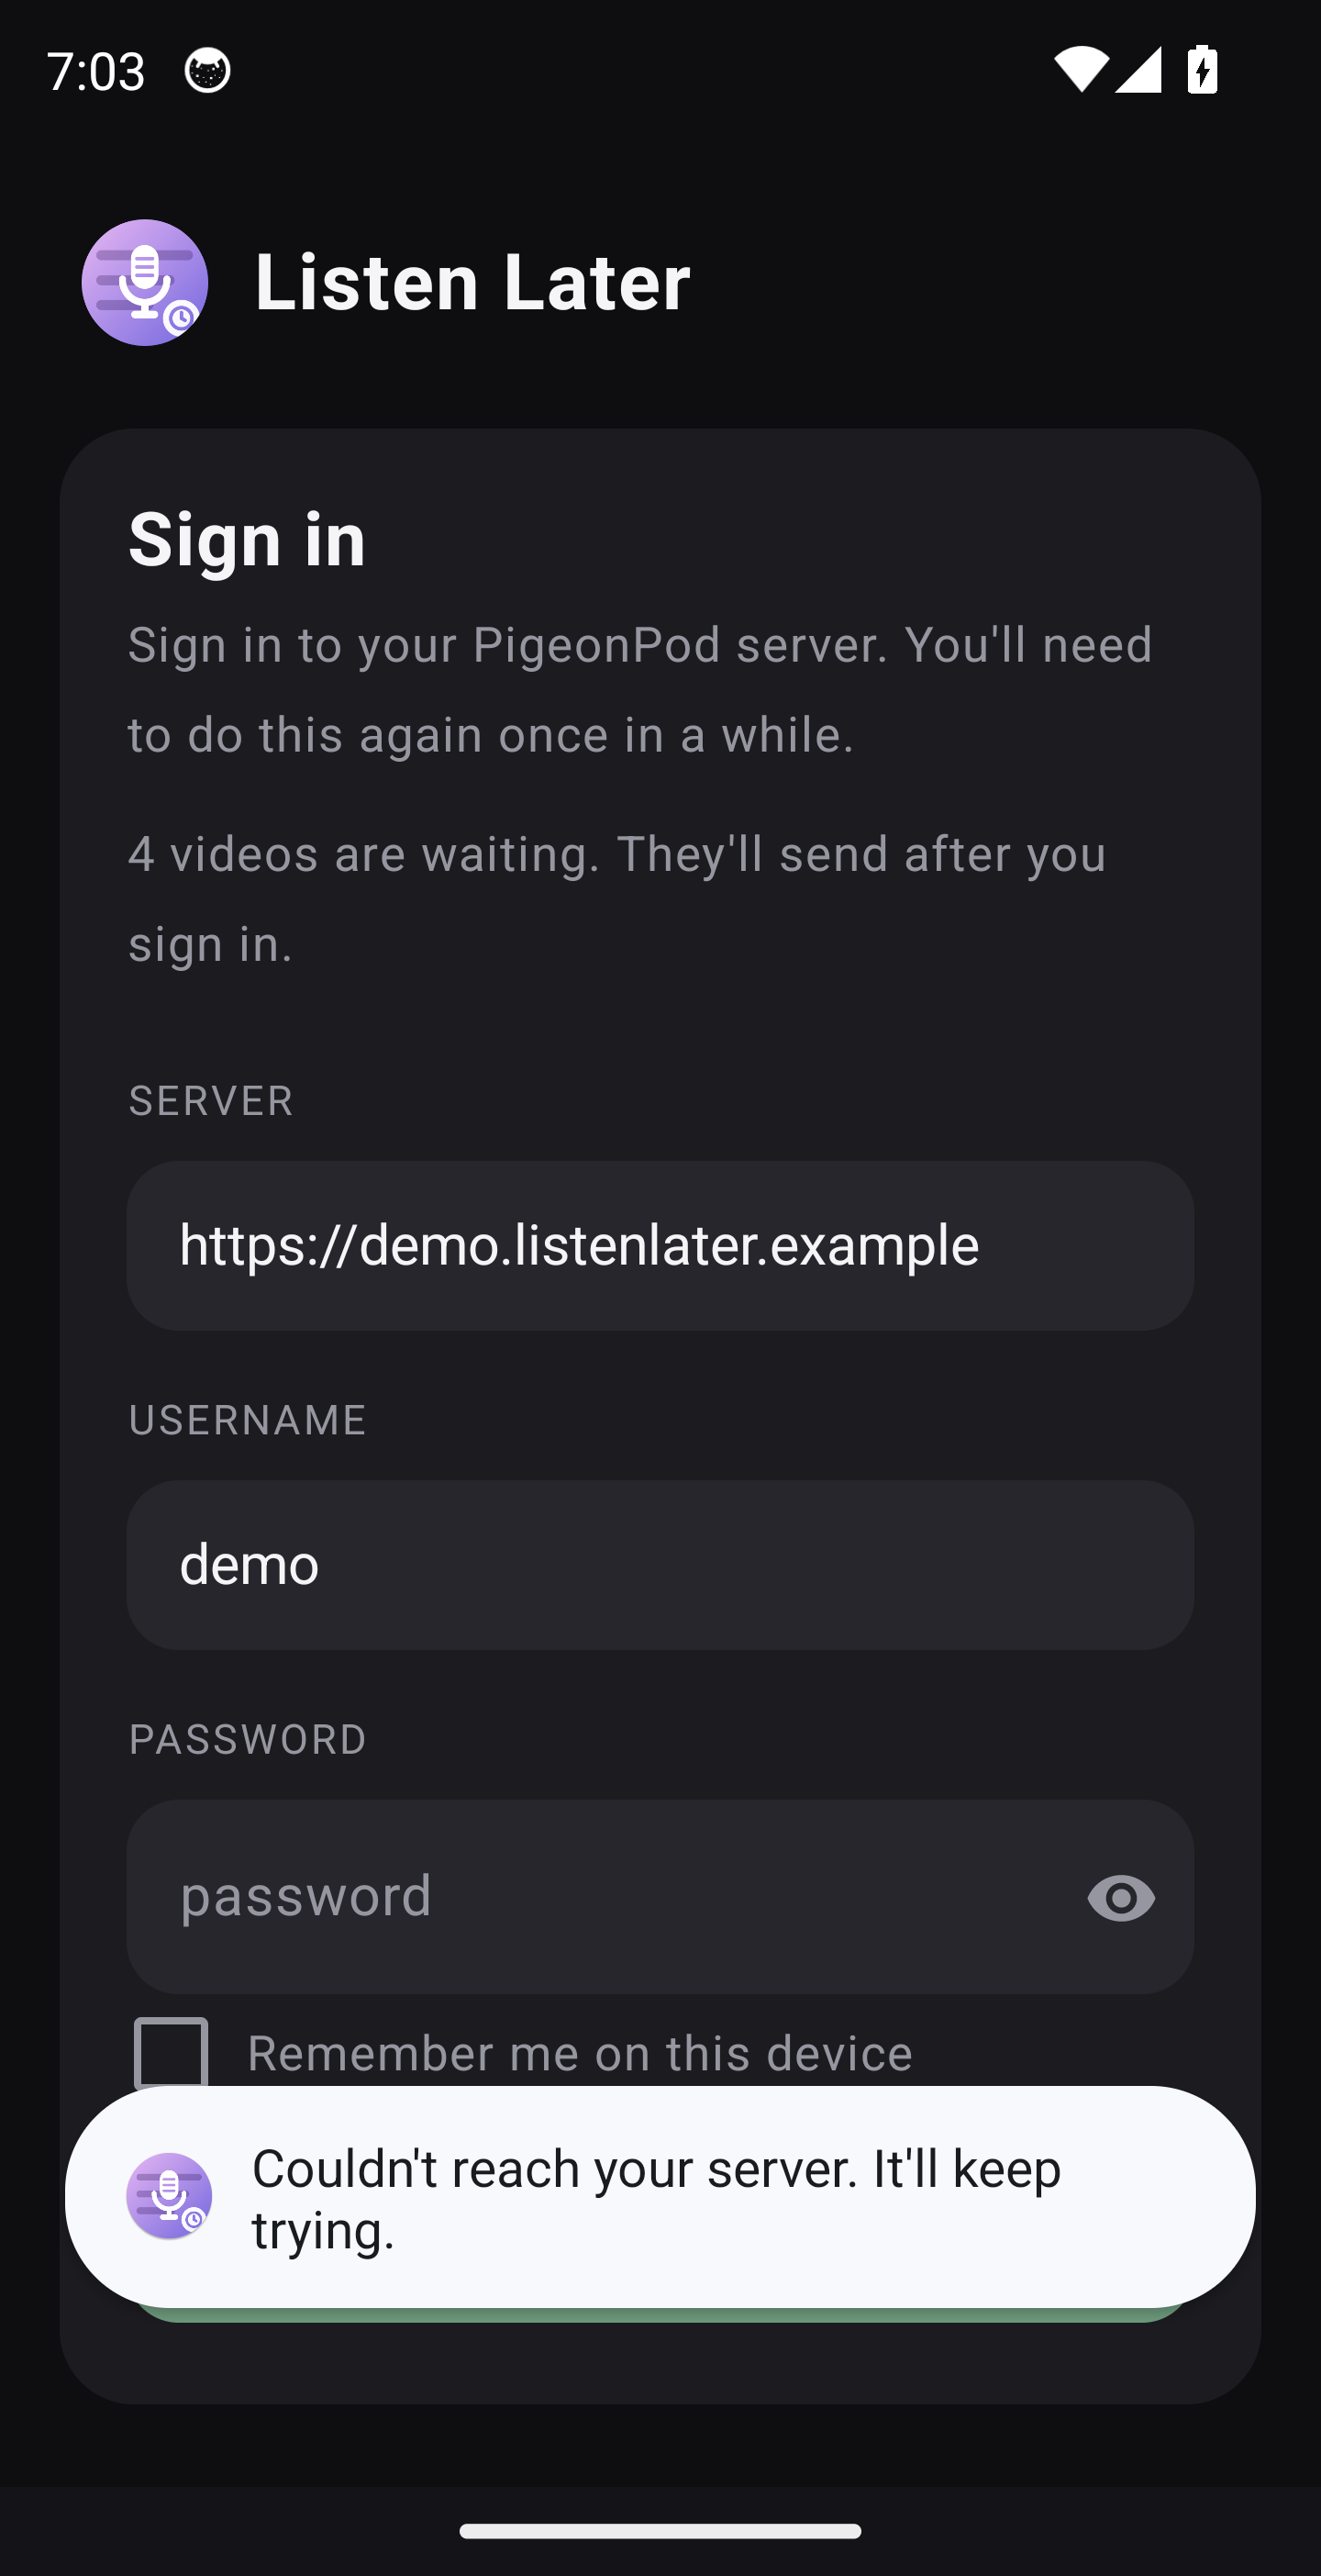 7:03
Listen Later
Sign in
Sign in to your PigeonPod server. You'll need
to do this again once in a while.
4 videos are waiting. They'll send after you
sign in.
SERVER
https://demo.listenlater.example
USERNAME
demo
PASSWORD
password
Remember me on this device
Couldn't reach your server. It'll keep
trying.